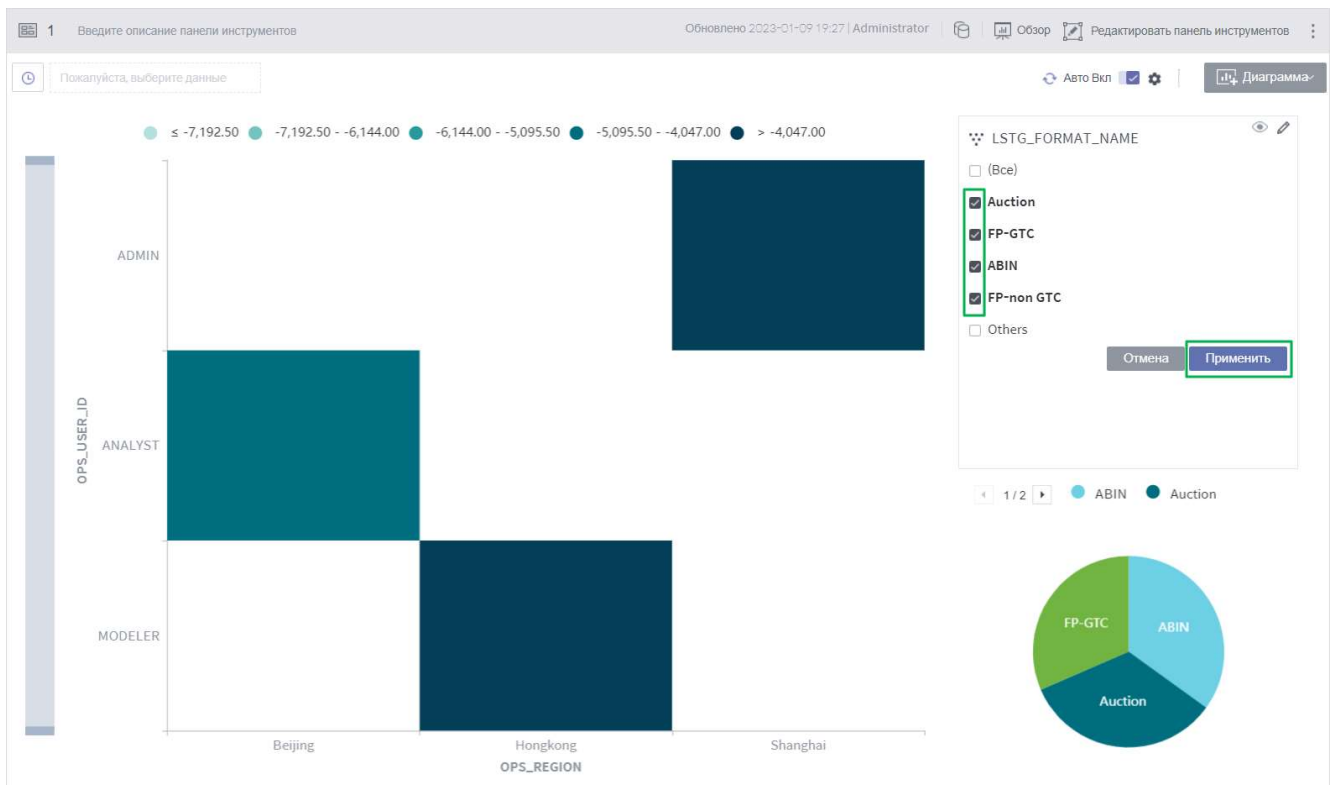 1 Введите описание панели инструментов Обновлено 2023-01-09 19:27 | Administrator Обзор Редактировать панель инструментов
Пожалуйста, выберите данные Авто Вкл Диаграмма
≤ -7,192.50 -7,192.50 - -6,144.00 -6,144.00 - -5,095.50 -5,095.50 - -4,047.00 > -4,047.00
LSTG_FORMAT_NAME
(Все)
Auction
FP-GTC
ABIN
FP-non GTC
Others
Отмена Применить
ADMIN
ANALYST
MODELER
OPS_USER_ID
Beijing Hongkong Shanghai
OPS_REGION
1 / 2 ABIN Auction
FP-GTC ABIN
Auction